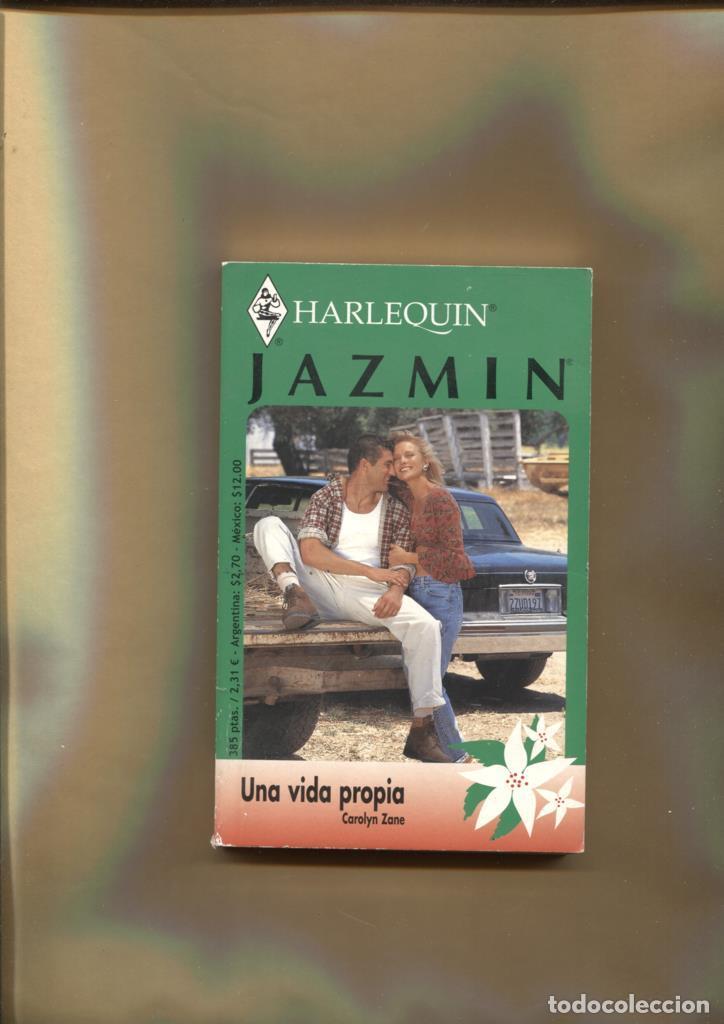 HARLEQUIN®
®
JAZMIN®
385 ptas. / 2,31 € - Argentina: $2,70 - México: $12.00
Una vida propia
Carolyn Zane
todocoleccion